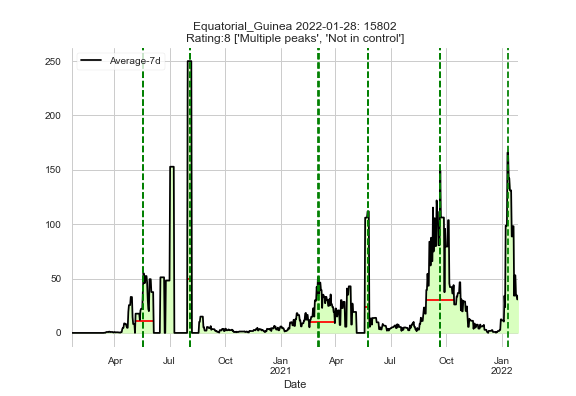 Equatorial_Guinea 2022-01-28: 15802
Rating:8 ['Multiple peaks', 'Not in control']
Average-7d
250
200
150
100
50
0
Apr Jul Oct Jan Apr Jul Oct Jan
2021 2022
Date